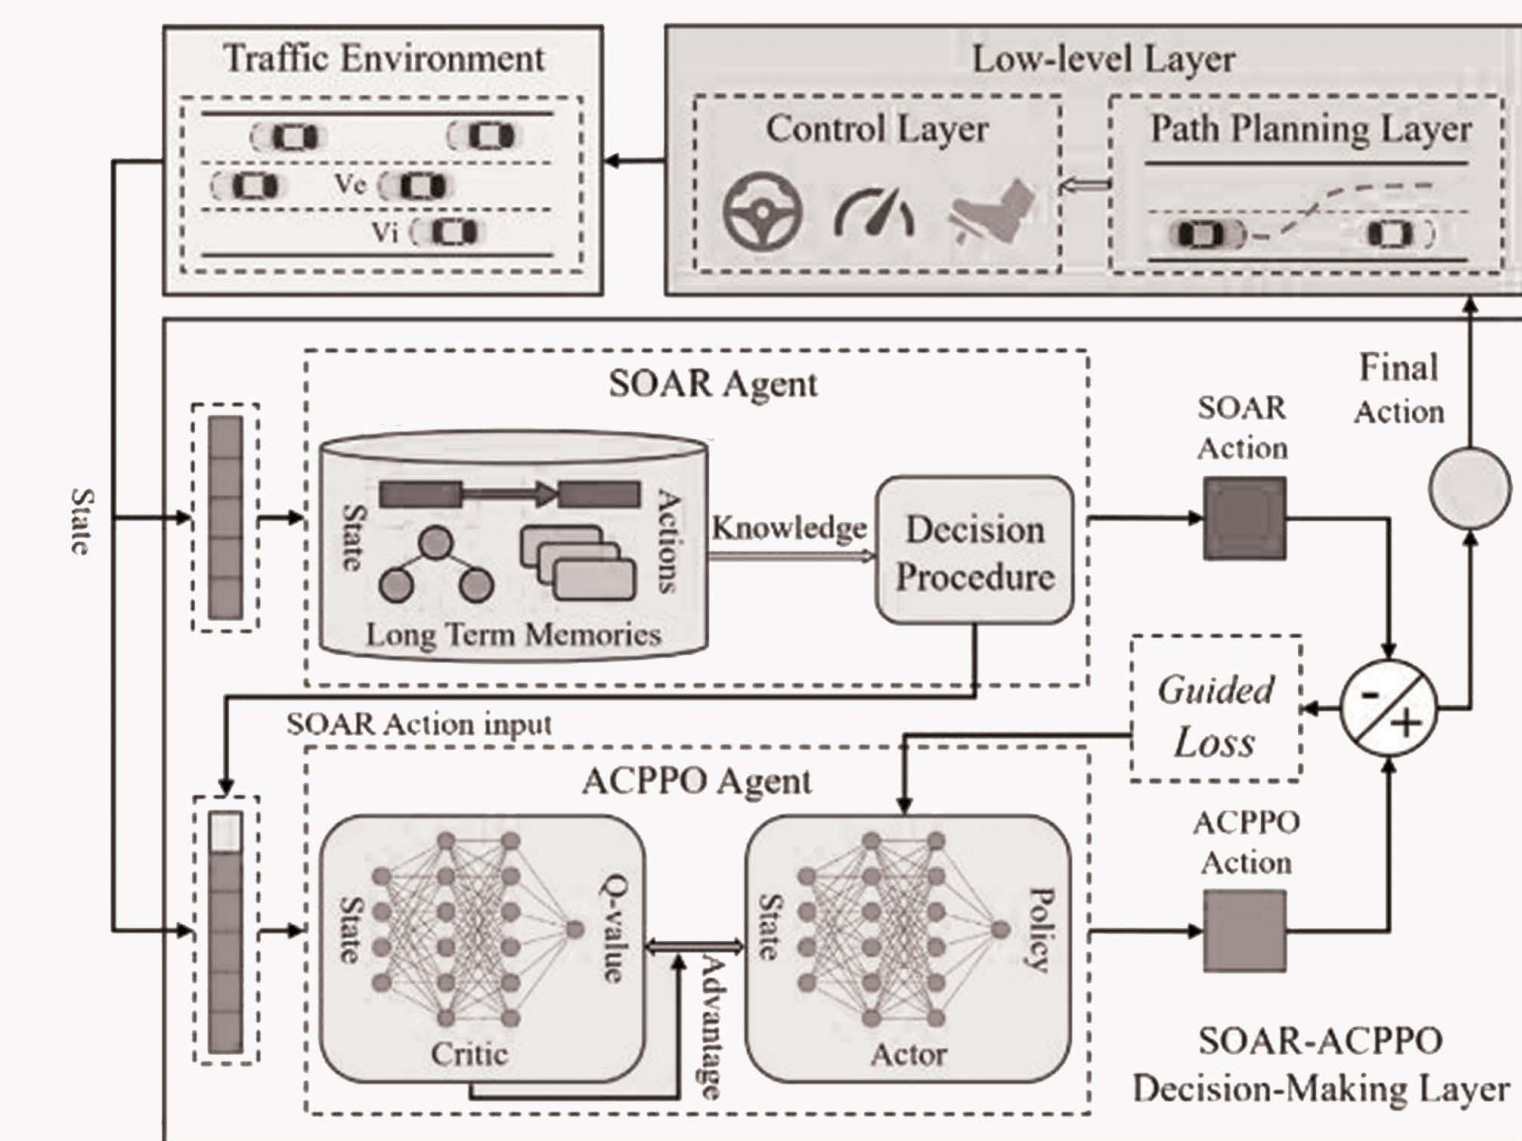 Traffic Environment
Ve
Vi
Low-level Layer
Control Layer
Path Planning Layer
State
SOAR Agent
State
Actions
Long Term Memories
Knowledge
Decision
Procedure
SOAR
Action
Final
Action
Guided
Loss
-
+
SOAR Action input
ACPPO Agent
State
Q-value
Critic
Advantage
State
Policy
Actor
ACPPO
Action
SOAR-ACPPO
Decision-Making Layer